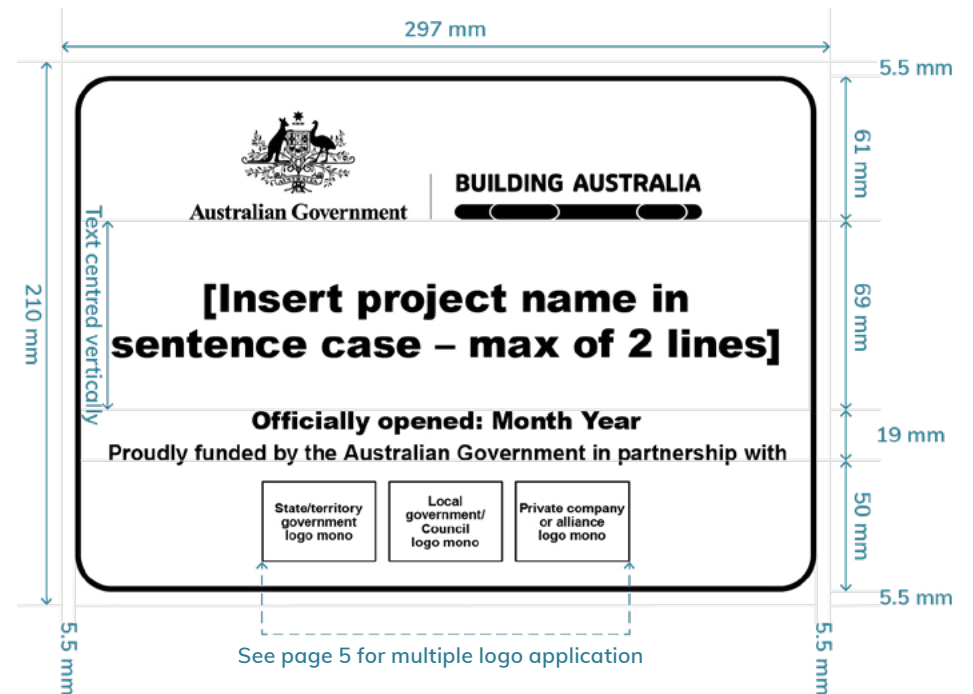 297 mm
5.5 mm
61 mm
Australian Government
BUILDING AUSTRALIA
Text centred vertically
210 mm
[Insert project name in
sentence case – max of 2 lines]
69 mm
Officially opened: Month Year
Proudly funded by the Australian Government in partnership with
19 mm
State/territory
government
logo mono
Local
government/
Council
logo mono
Private company
or alliance
logo mono
50 mm
5.5 mm
5.5 mm
5.5 mm
See page 5 for multiple logo application